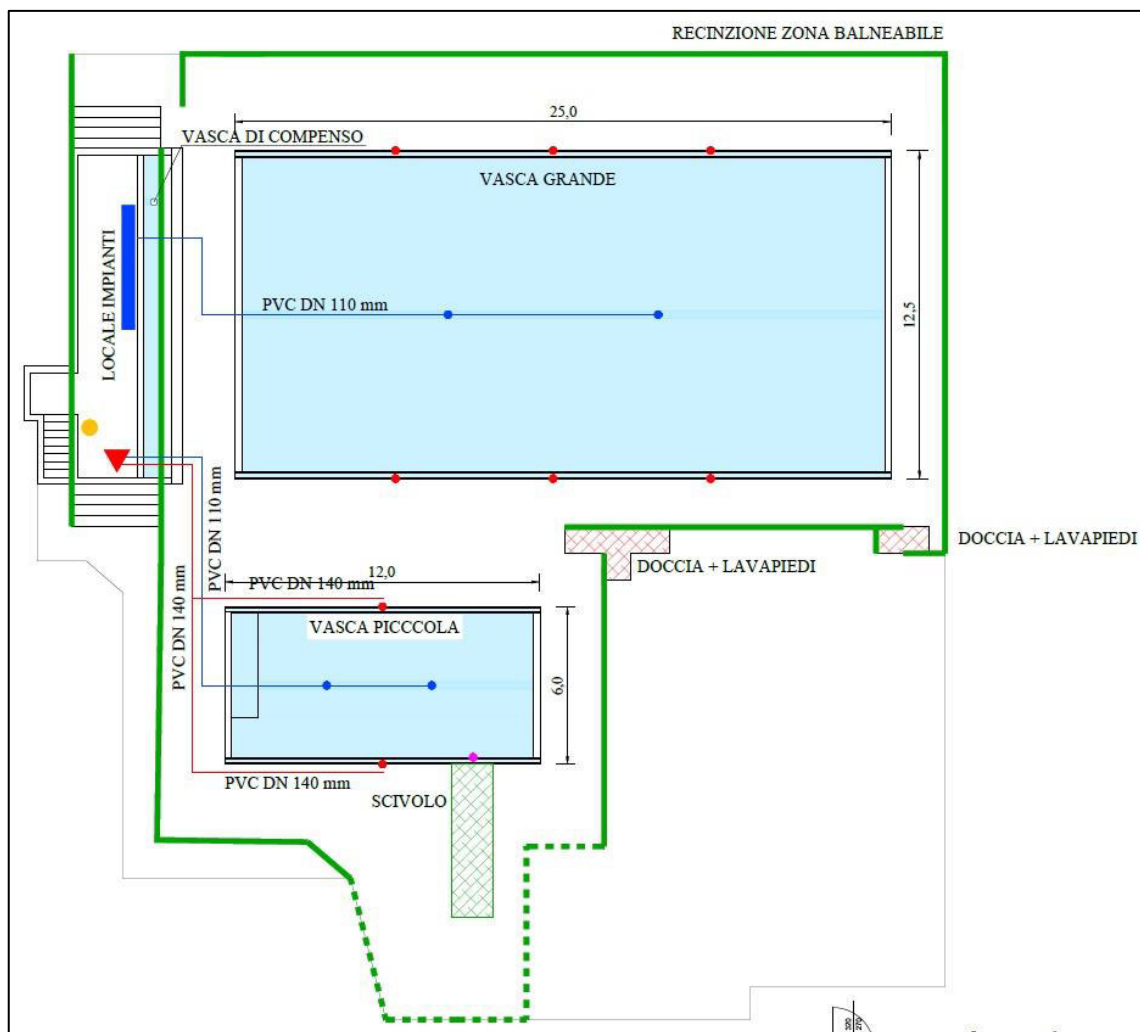 RECINZIONE ZONA BALNEABILE
25,0
VASCA DI COMPENSO
VASCA GRANDE
LOCALE IMPIANTI
PVC DN 110 mm
12,5
PVC DN 110 mm
DOCCIA + LAVAPIEDI
DOCCIA + LAVAPIEDI
12,0
PVC DN 140 mm
PVC DN 140 mm
VASCA PICCCOLA
6,0
PVC DN 140 mm
SCIVOLO
270